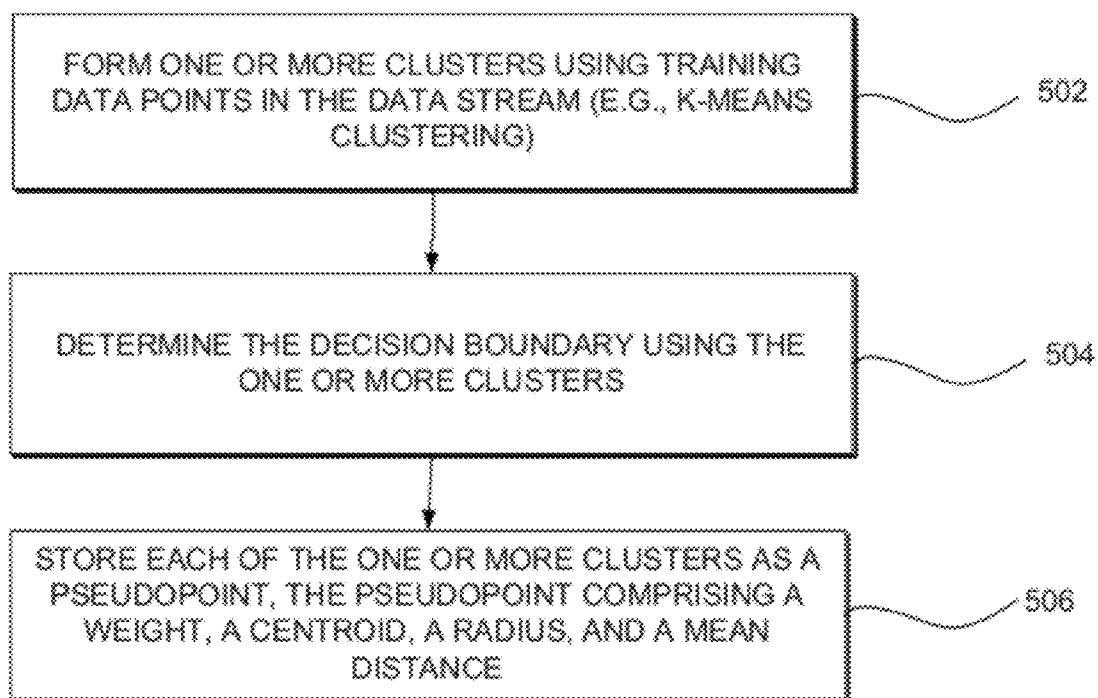 FORM ONE OR MORE CLUSTERS USING TRAINING
DATA POINTS IN THE DATA STREAM (E.G., K-MEANS
CLUSTERING)
502
DETERMINE THE DECISION BOUNDARY USING THE
ONE OR MORE CLUSTERS
504
STORE EACH OF THE ONE OR MORE CLUSTERS AS A
PSEUDOPOINT, THE PSEUDOPOINT COMPRISING A
WEIGHT, A CENTROID, A RADIUS, AND A MEAN
DISTANCE
506